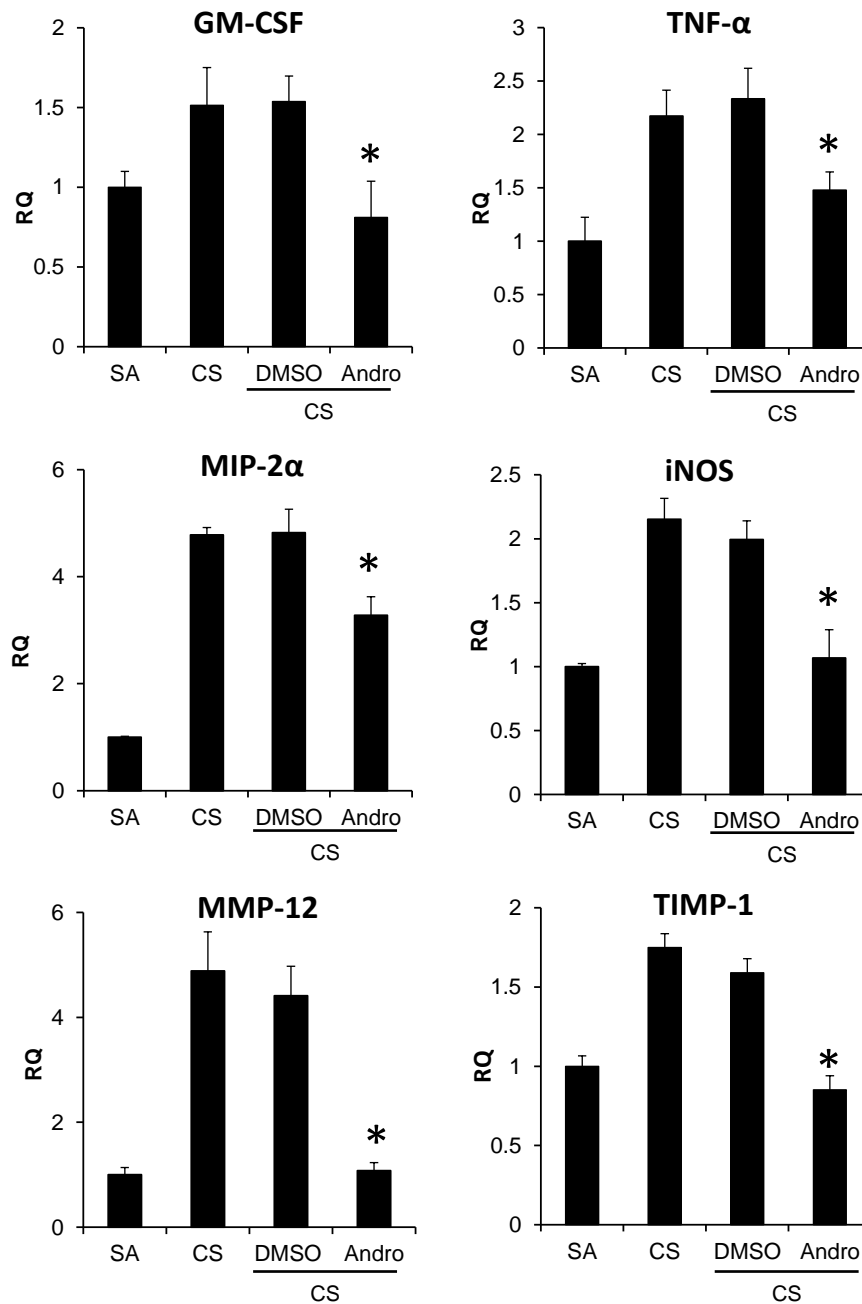 GM-CSF
2
1.5
1
0.5
0
RQ
*
SA CS DMSO Andro
CS
TNF-α
3
2.5
2
1.5
1
0.5
0
RQ
*
SA CS DMSO Andro
CS
MIP-2α
6
4
2
0
RQ
*
SA CS DMSO Andro
CS
iNOS
2.5
2
1.5
1
0.5
0
RQ
*
SA CS DMSO Andro
CS
MMP-12
6
4
2
0
RQ
*
SA CS DMSO Andro
CS
TIMP-1
2
1.5
1
0.5
0
RQ
*
SA CS DMSO Andro
CS